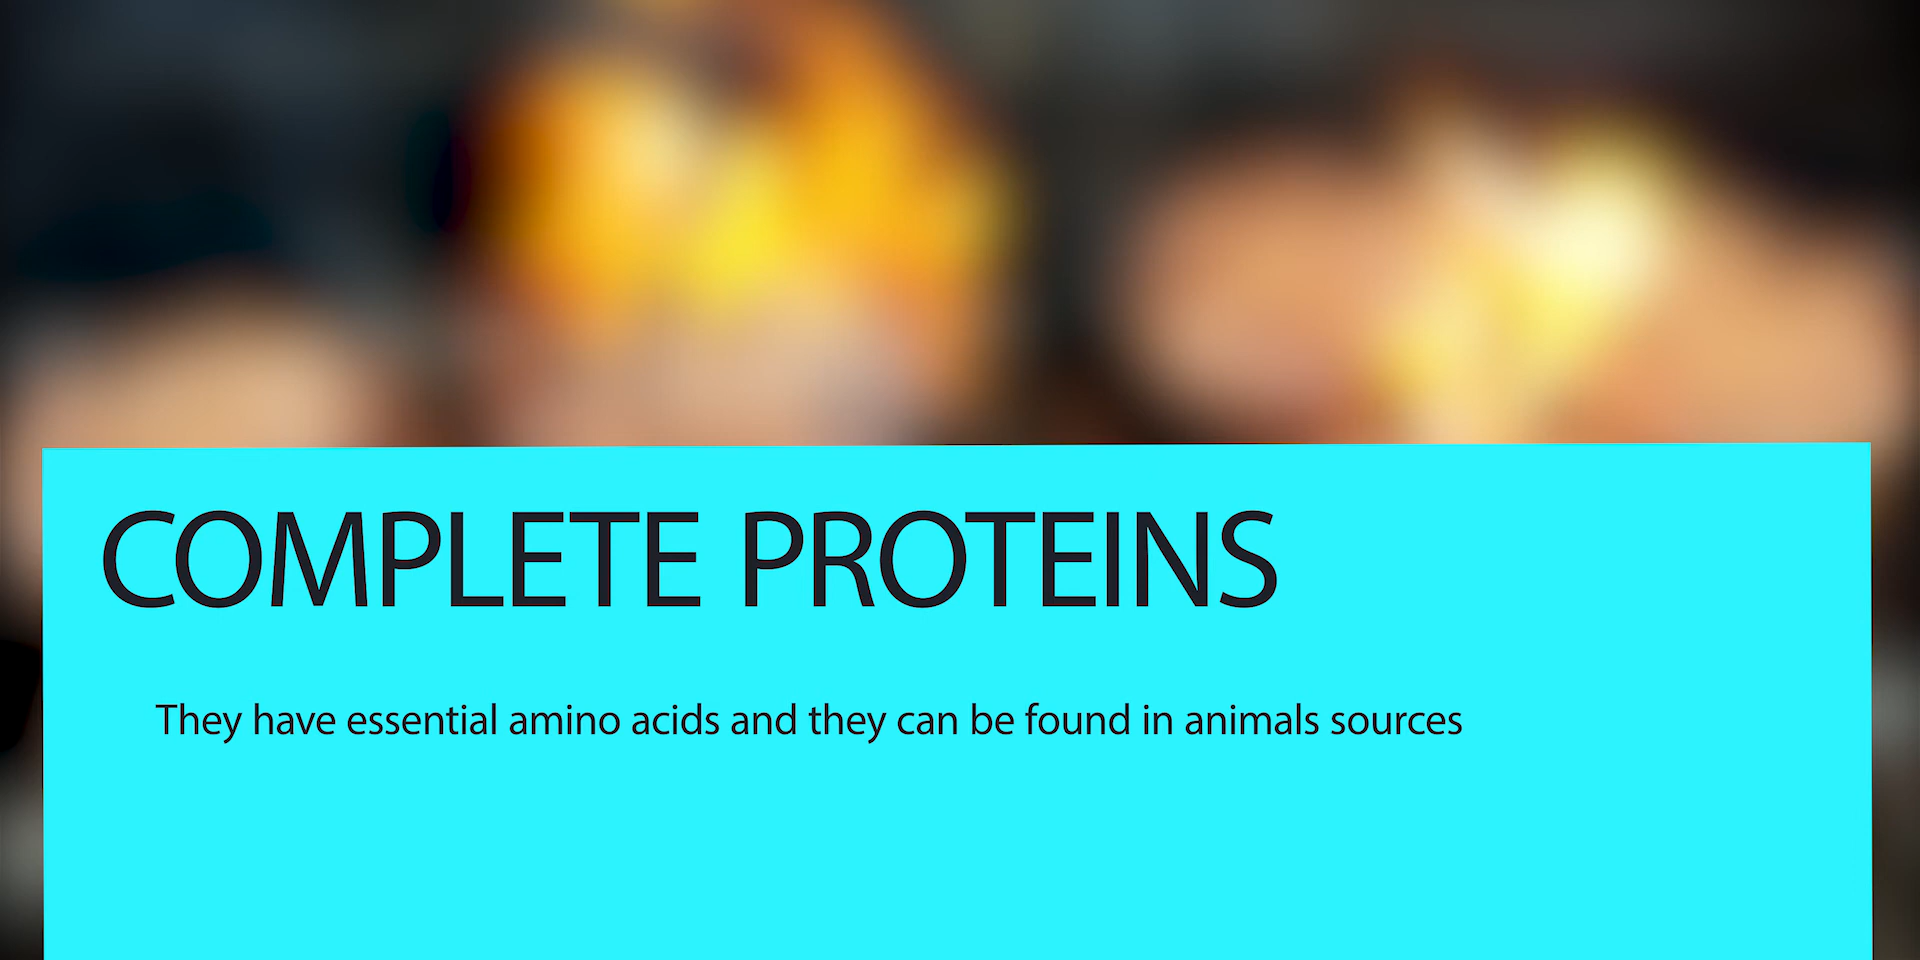 COMPLETE PROTEINS
They have essential amino acids and they can be found in animals sources